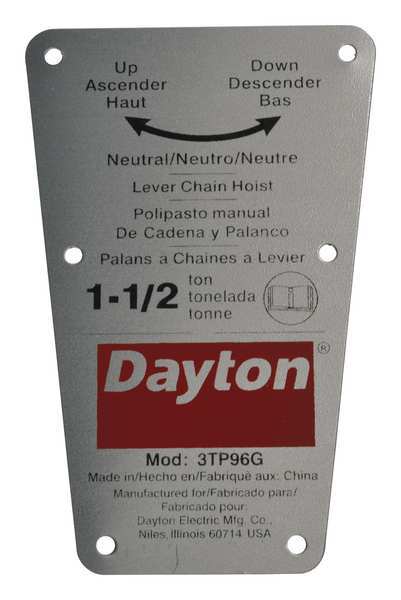 Up Down
Ascender Descender
Haut Bas
Neutral/Neutro/Neutre
Lever Chain Hoist
Polipasto manual
De Cadena y Palanco
Palans a Chaines a Levier
1-1/2 ton
tonelada
tonne
Dayton®
Mod: 3TP96G
Made in/Hecho en/Fabriqué aux: China
Manufactured for/Fabricado para/
Fabricado pour:
Dayton Electric Mfg. Co.,
Niles, Illinois 60714 USA